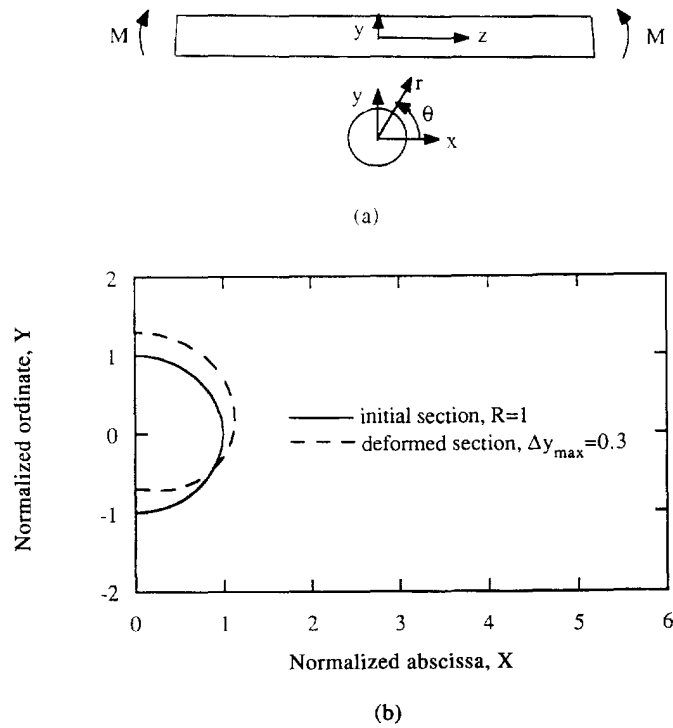 M
y
z
M
y
r
θ
x
(a)
2
1
0
-1
-2
Normalized ordinate, Y
initial section, R=1
deformed section, Δy_max=0.3
0 1 2 3 4 5 6
Normalized abscissa, X
(b)